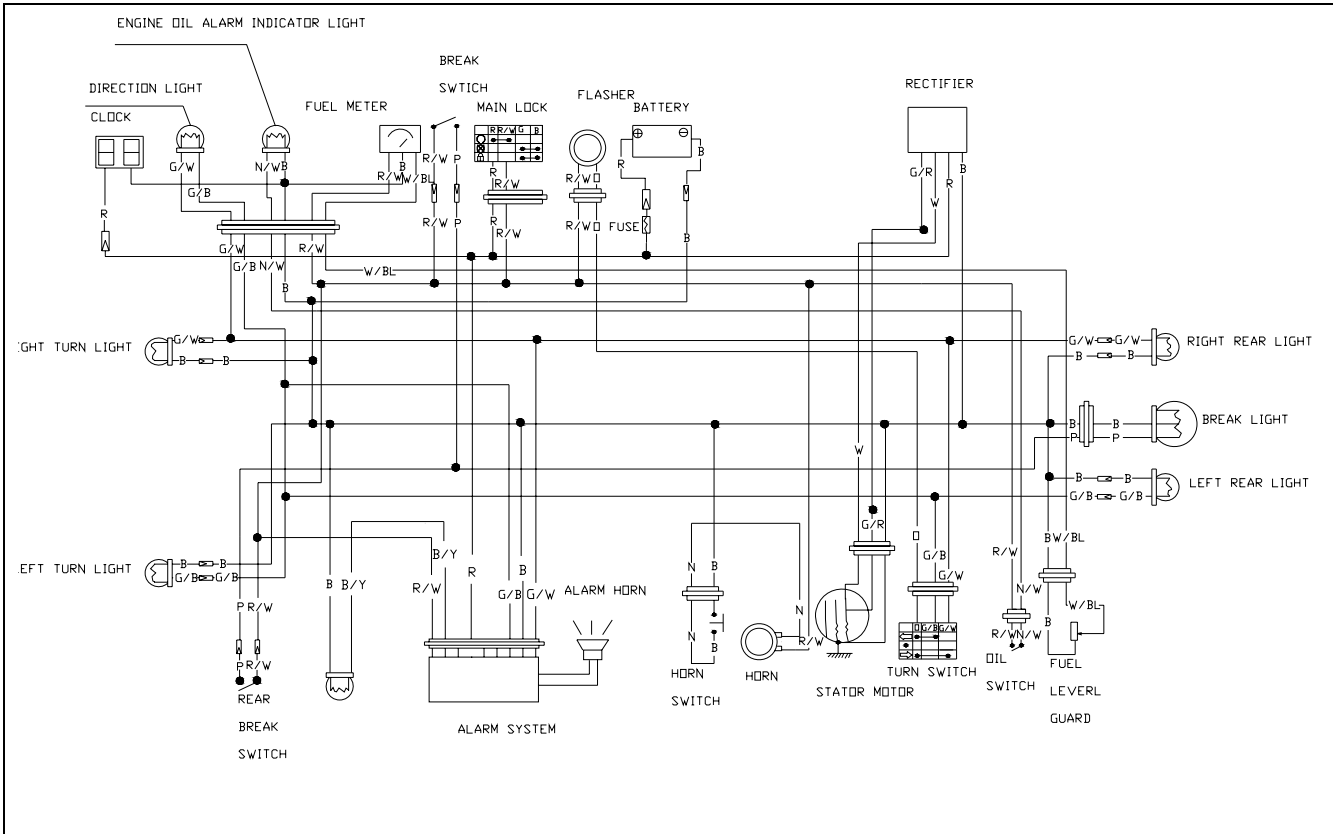 ENGINE OIL ALARM INDICATOR LIGHT
BREAK
SWTICH
DIRECTION LIGHT
CLOCK
FUEL METER
MAIN LOCK
FLASHER
BATTERY
RECTIFIER
R R/W G B
G/W
N/W B
G/B
R/W
B
W/BL
R/W P
R
R/W
R/W O
R
B
G/R
W
R
B
R
R/W P
R
R/W
R/W O
FUSE
B
G/W
G/B
N/W
R/W
B
W/BL
GHT TURN LIGHT
G/W
B B
G/W G/W
B B
RIGHT REAR LIGHT
B B
P P
BREAK LIGHT
W
B B
G/B G/B
LEFT REAR LIGHT
G/R
O
G/B
G/W
R/W
N/W
B W/BL
LEFT TURN LIGHT
B B
G/B G/B
B B/Y
B/Y
R/W
R
B
G/B G/W
ALARM HORN
N B
N B
N
R/W
P R/W
P R/W
O G/B G/W
R/W N/W
W/BL
B
REAR
BREAK
SWITCH
ALARM SYSTEM
HORN
SWITCH
HORN
STATOR MOTOR
TURN SWITCH
OIL
SWITCH
FUEL
LEVERL
GUARD